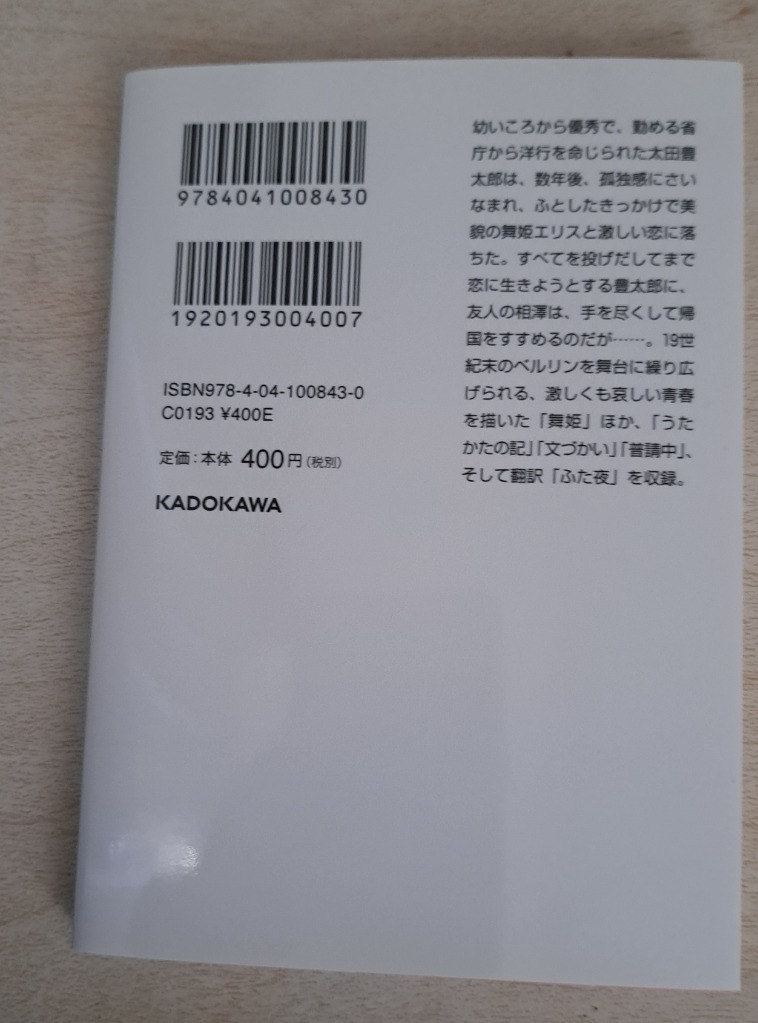 9784041008430
1920193004007
ISBN978-4-04-100843-0
C0193 ¥400E
定価：本体 400円（税別）
KADOKAWA
幼いころから優秀で、勤める省
庁から洋行を命じられた太田豊
太郎は、数年後、孤独感にさい
なまれ、ふとしたきっかけで美
貌の舞姫エリスと激しい恋に落
ちた。すべてを投げだしてまで
恋に生きようとする豊太郎に、
友人の相澤は、手を尽くして帰
国をすすめるのだが……。19世
紀末のベルリンを舞台に繰り広
げられる、激しくも哀しい青春
を描いた「舞姫」ほか、「うた
かたの記」「文づかい」「普請中」、
そして翻訳「ふた夜」を収録。